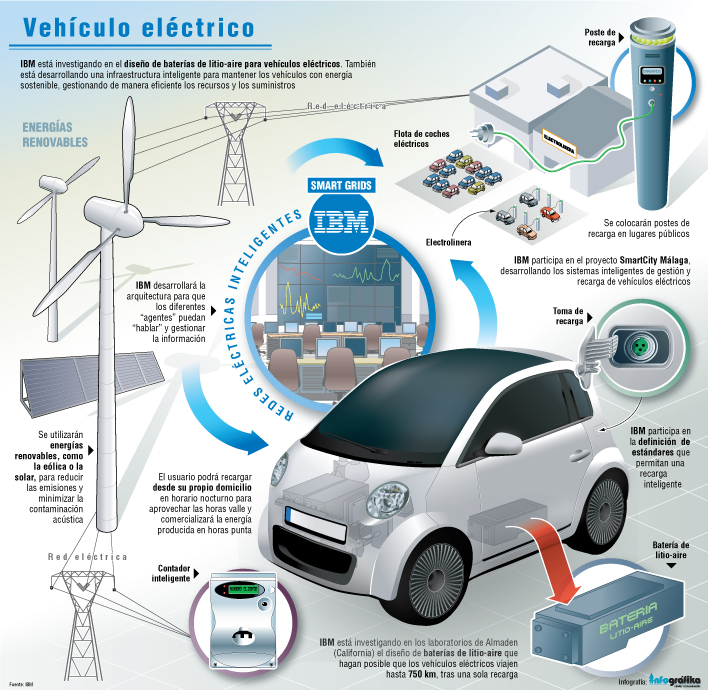 Vehículo eléctrico
IBM está investigando en el diseño de baterías de litio-aire para vehículos eléctricos. También
está desarrollando una infraestructura inteligente para mantener los vehículos con energía
sostenible, gestionando de manera eficiente los recursos y los suministros
Poste de
recarga
Red eléctrica
ENERGÍAS
RENOVABLES
Flota de coches
eléctricos
ELECTROLINERA
SMART GRIDS
IBM
REDES ELÉCTRICAS INTELIGENTES
Electrolinera
Se colocarán postes de
recarga en lugares públicos
IBM participa en el proyecto SmartCity Málaga,
desarrollando los sistemas inteligentes de gestión y
recarga de vehículos eléctricos
IBM desarrollará la
arquitectura para que
los diferentes
“agentes” puedan
“hablar” y gestionar
la información
Toma de
recarga
IBM participa en
la definición de
estándares que
permitan una
recarga
inteligente
Se utilizarán
energías
renovables, como
la eólica o la
solar, para reducir
las emisiones y
minimizar la
contaminación
acústica
El usuario podrá recargar
desde su propio domicilio
en horario nocturno para
aprovechar las horas valle y
comercializará la energía
producida en horas punta
Red eléctrica
Contador
inteligente
NUMERO CLIENTE
Batería de
litio-aire
BATERIA
LITIO-AIRE
IBM está investigando en los laboratorios de Almaden
(California) el diseño de baterías de litio-aire que
hagan posible que los vehículos eléctricos viajen
hasta 750 km, tras una sola recarga
Fuente: IBM
Infografía: infográfika